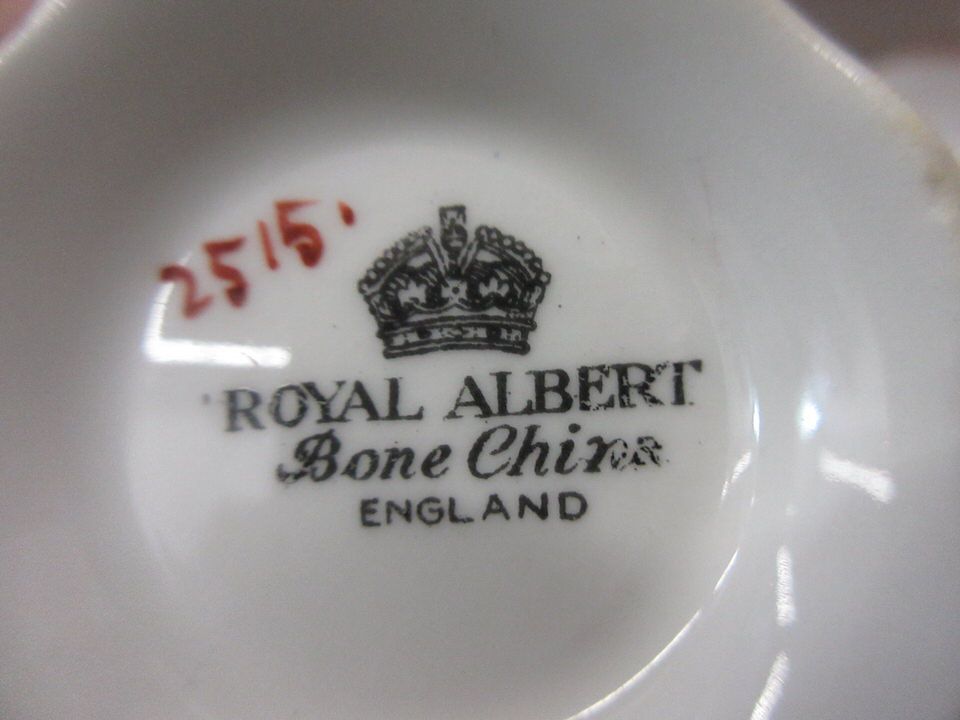 2515.
ROYAL ALBERT
Bone China
ENGLAND